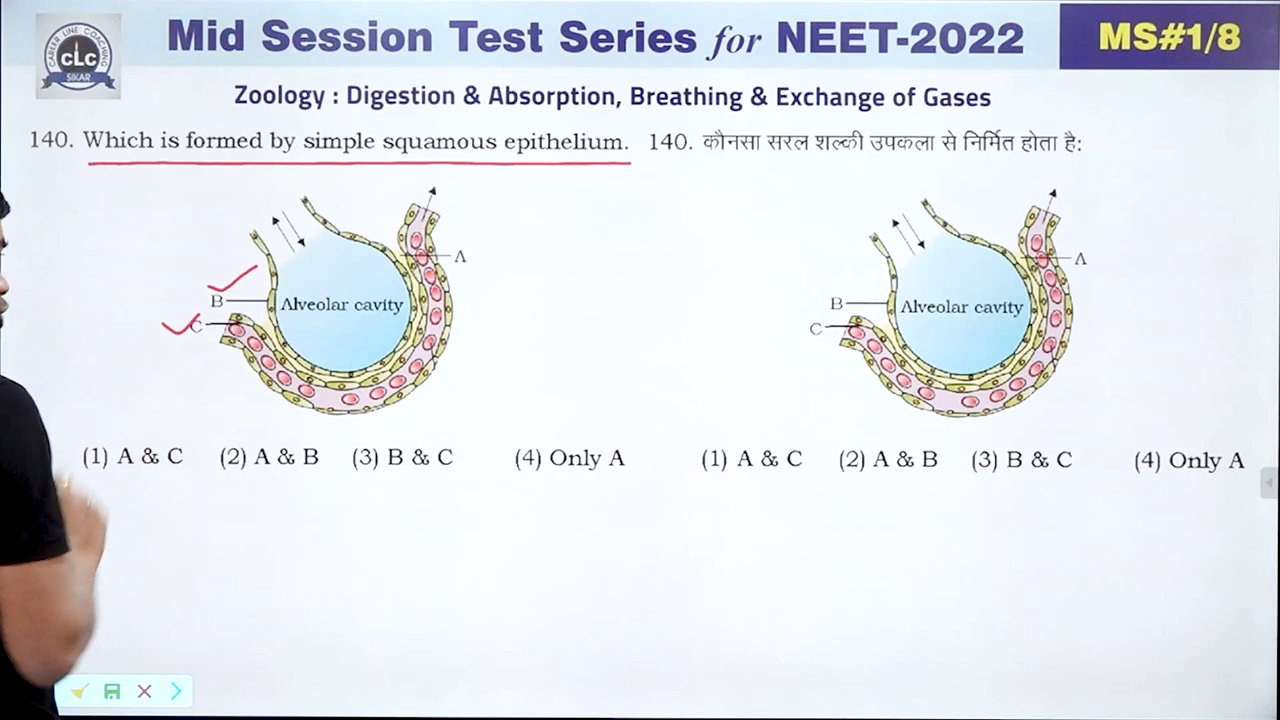 CAREER LINE COACHING
CLC
SIKAR
Mid Session Test Series for NEET-2022
MS#1/8
Zoology : Digestion & Absorption, Breathing & Exchange of Gases
140. Which is formed by simple squamous epithelium.
A
B
Alveolar cavity
C
(1) A & C (2) A & B (3) B & C (4) Only A
140. कौनसा सरल शल्की उपकला से निर्मित होता है:
A
B
Alveolar cavity
C
(1) A & C (2) A & B (3) B & C (4) Only A